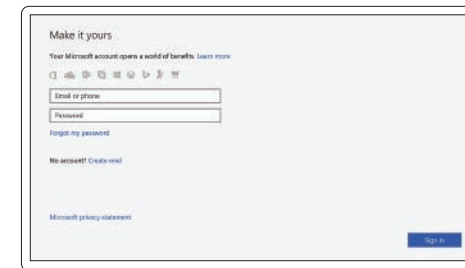 Make it yours
Your Microsoft account opens a world of benefits. Learn more
Email or phone
Password
Forgot my password
No account? Create one!
Microsoft privacy statement
Sign in